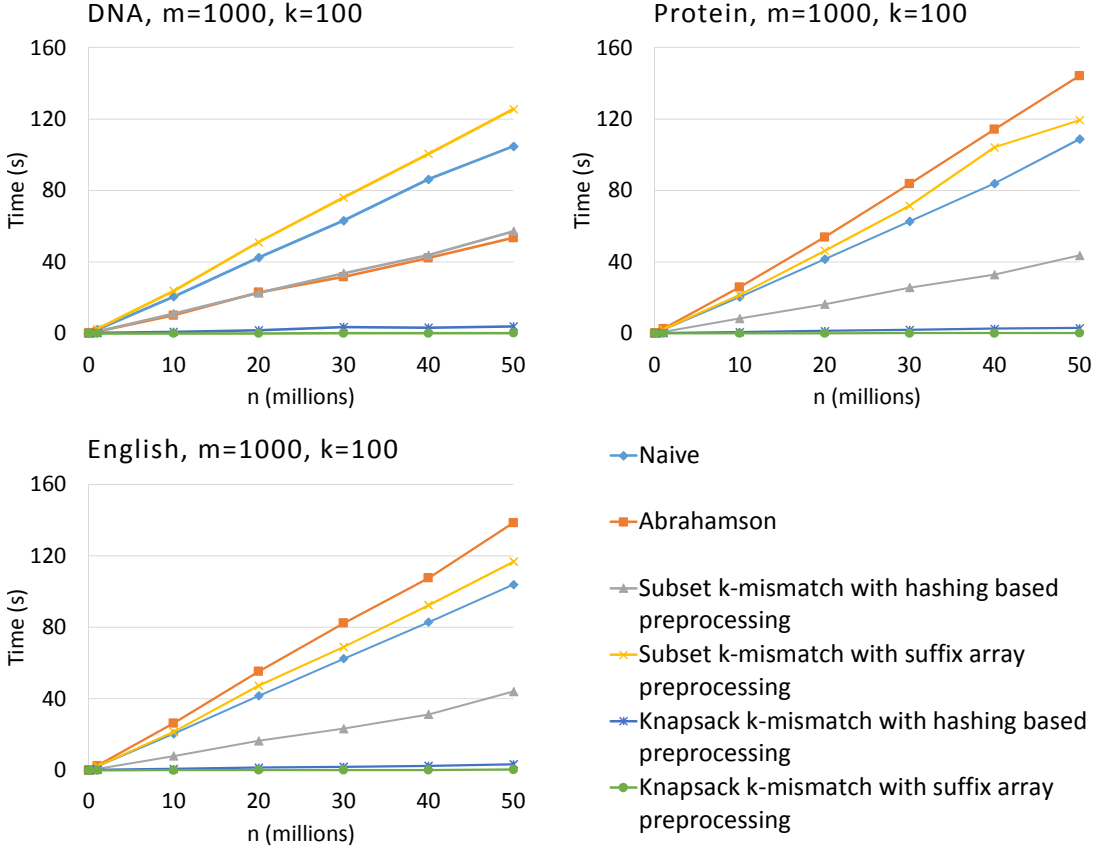 DNA, m=1000, k=100
160
120
80
40
0
Time (s)
0 10 20 30 40 50
n (millions)
Protein, m=1000, k=100
160
120
80
40
0
Time (s)
0 10 20 30 40 50
n (millions)
English, m=1000, k=100
160
120
80
40
0
Time (s)
0 10 20 30 40 50
n (millions)
Naive
Abrahamson
Subset k-mismatch with hashing based
preprocessing
Subset k-mismatch with suffix array
preprocessing
Knapsack k-mismatch with hashing based
preprocessing
Knapsack k-mismatch with suffix array
preprocessing